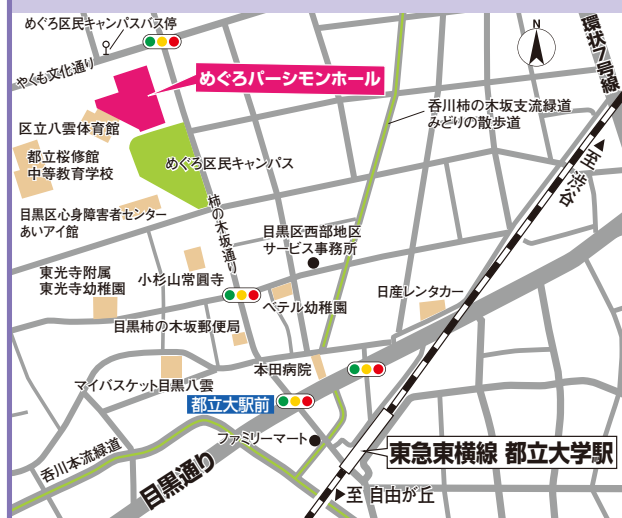 めぐろ区民キャンパスバス停
N
環状7号線
やくも文化通り
めぐろパーシモンホール
呑川柿の木坂支流緑道
みどりの散歩道
区立八雲体育館
至 渋谷
都立桜修館
中等教育学校
めぐろ区民キャンパス
目黒区心身障害者センター
あいアイ館
柿の木坂通り
目黒区西部地区
サービス事務所
東光寺附属
東光寺幼稚園
小杉山常圓寺
ベテル幼稚園
日産レンタカー
目黒柿の木坂郵便局
本田病院
マイバスケット目黒八雲
都立大駅前
ファミリーマート
呑川本流緑道
目黒通り
東急東横線 都立大学駅
至 自由が丘